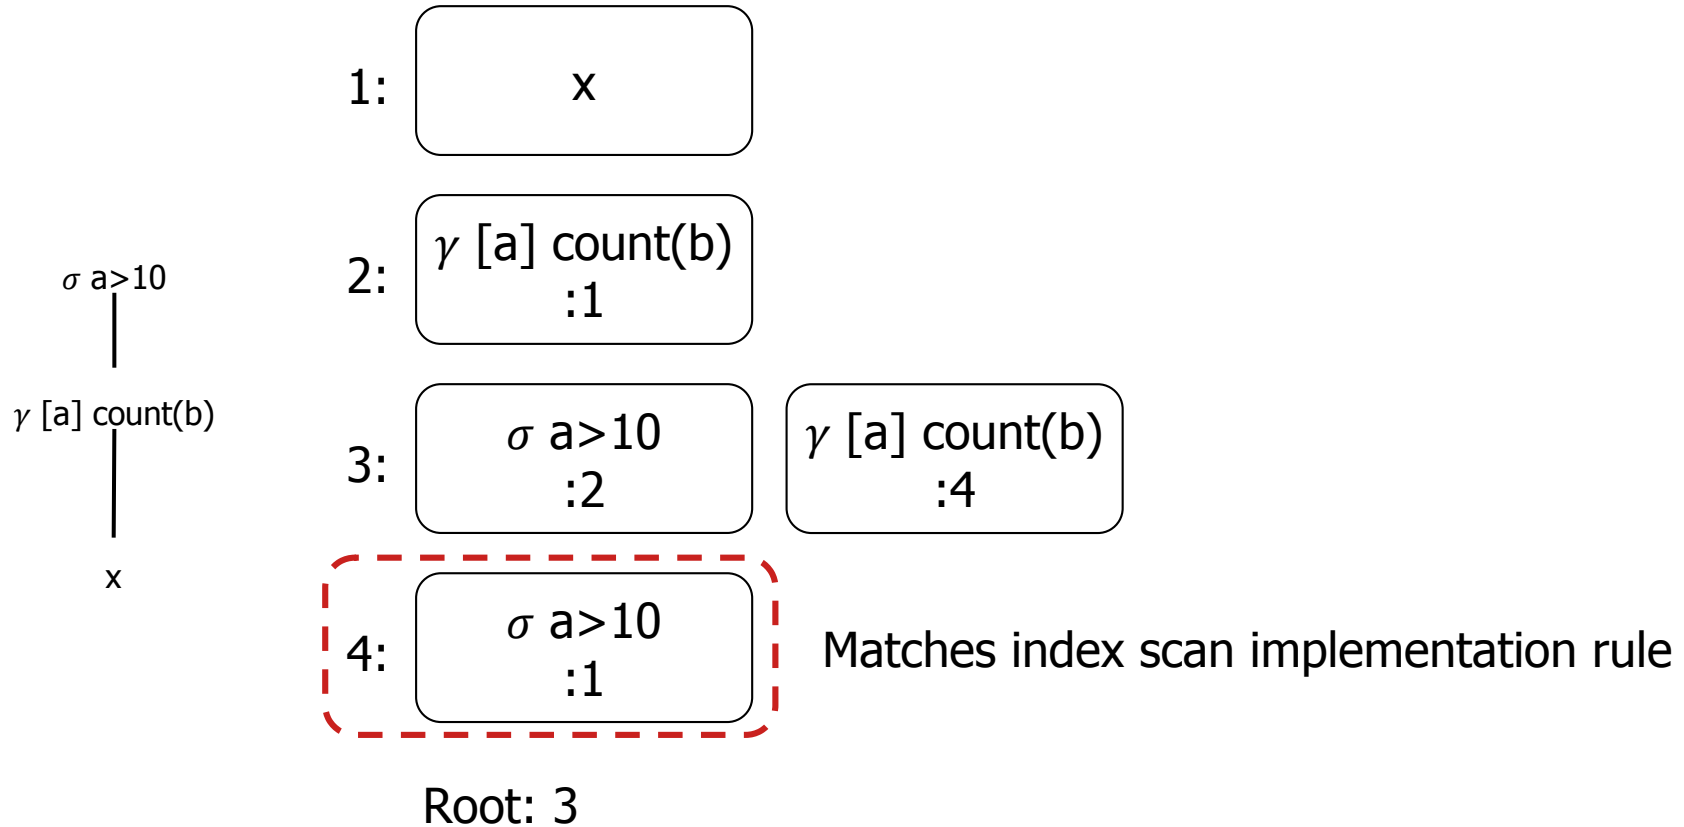 σ a>10
γ [a] count(b)
x
1:
x
2:
γ [a] count(b)
:1
3:
σ a>10
:2
γ [a] count(b)
:4
4:
σ a>10
:1
Matches index scan implementation rule
Root: 3